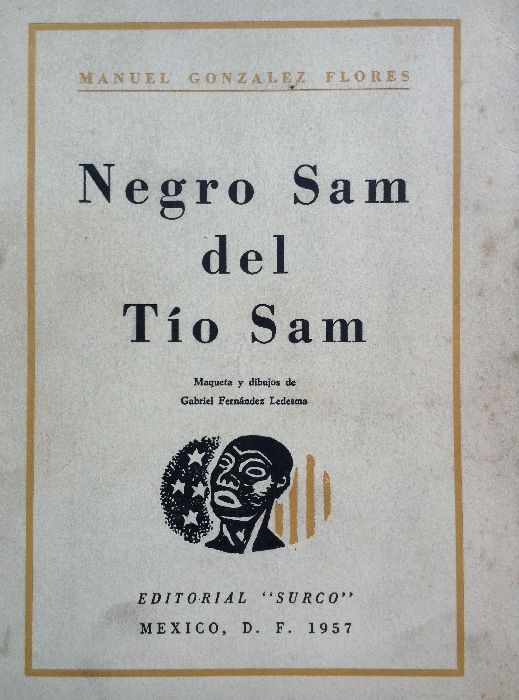 MANUEL GONZALEZ FLORES
Negro Sam
del
Tío Sam
Maqueta y dibujos de
Gabriel Fernández Ledesma
EDITORIAL "SURCO"
MEXICO, D. F. 1957